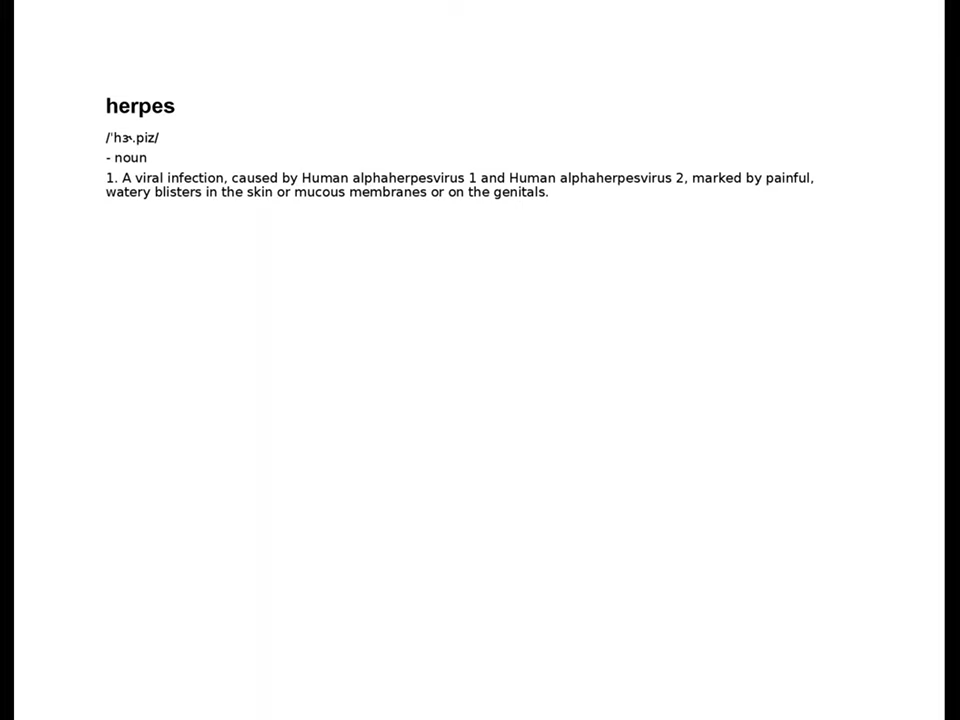 herpes
/ˈhɝ.piz/
- noun
1. A viral infection, caused by Human alphaherpesvirus 1 and Human alphaherpesvirus 2, marked by painful,
watery blisters in the skin or mucous membranes or on the genitals.